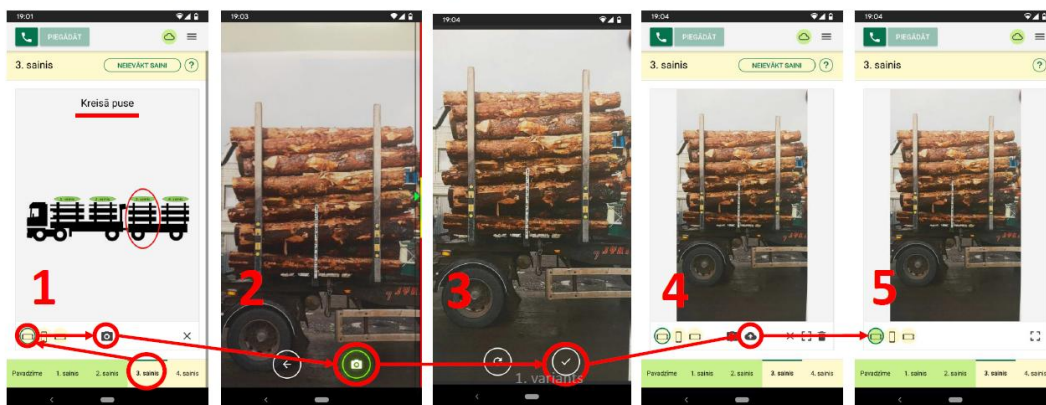 19:01
PIEGĀDĀT
3. sainis
NEIEVĀKT SAINI
?
Kreisā puse
1
Pavadzīme 1. sainis 2. sainis 3. sainis 4. sainis
19:03
2
19:04
3
1. variants
19:04
PIEGĀDĀT
3. sainis
NEIEVĀKT SAINI
?
4
Pavadzīme 1. sainis 2. sainis 3. sainis 4. sainis
19:04
PIEGĀDĀT
3. sainis
?
5
Pavadzīme 1. sainis 2. sainis 3. sainis 4. sainis